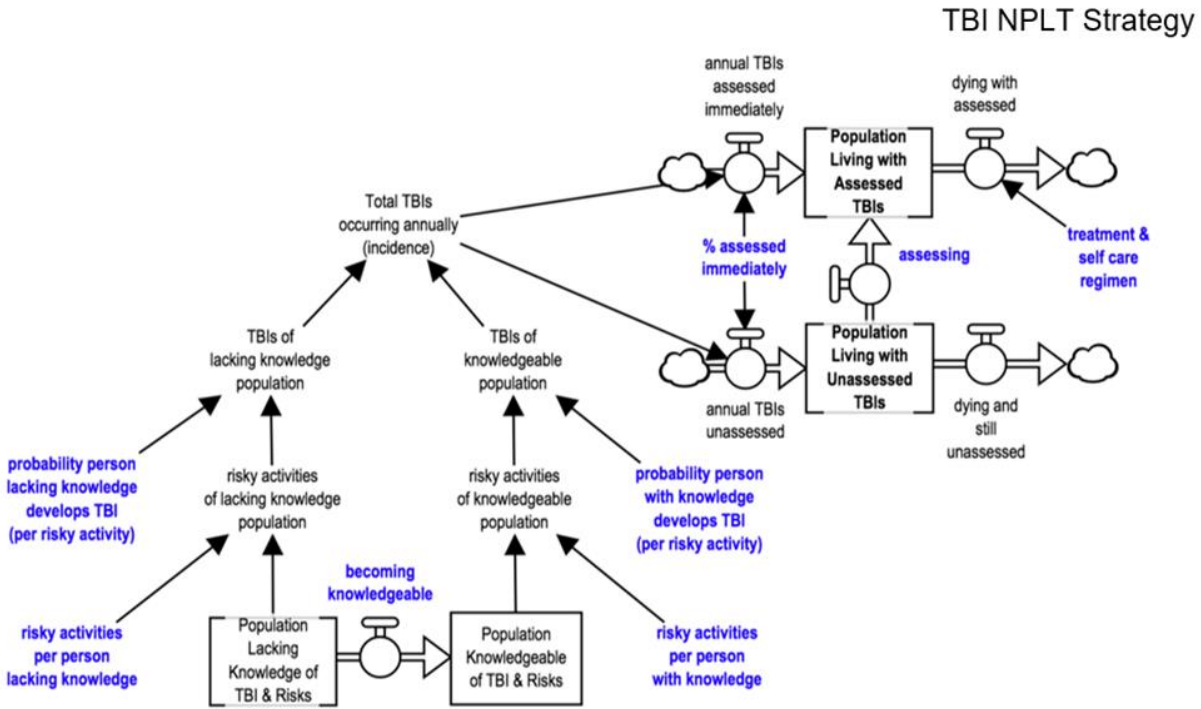 TBI NPLT Strategy
annual TBIs
assessed
immediately
dying with
assessed
Population
Living with
Assessed
TBIs
Total TBIs
occurring annually
(incidence)
% assessed
immediately
assessing
treatment &
self care
regimen
TBIs of
lacking knowledge
population
TBIs of
knowledgeable
population
Population
Living with
Unassessed
TBIs
annual TBIs
unassessed
dying and
still
unassessed
probability person
lacking knowledge
develops TBI
(per risky activity)
risky activities
of lacking knowledge
population
risky activities
of knowledgeable
population
probability person
with knowledge
develops TBI
(per risky activity)
becoming
knowledgeable
risky activities
per person
lacking knowledge
Population
Lacking
Knowledge of
TBI & Risks
Population
Knowledgeable
of TBI & Risks
risky activities
per person
with knowledge